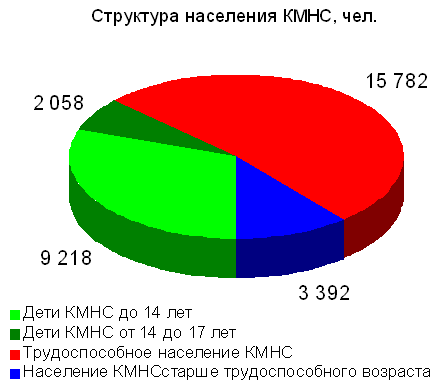 Структура населения КМНС, чел.
15 782
2 058
9 218
3 392
Дети КМНС до 14 лет
Дети КМНС от 14 до 17 лет
Трудоспособное население КМНС
Население КМНСстарше трудоспособного возраста